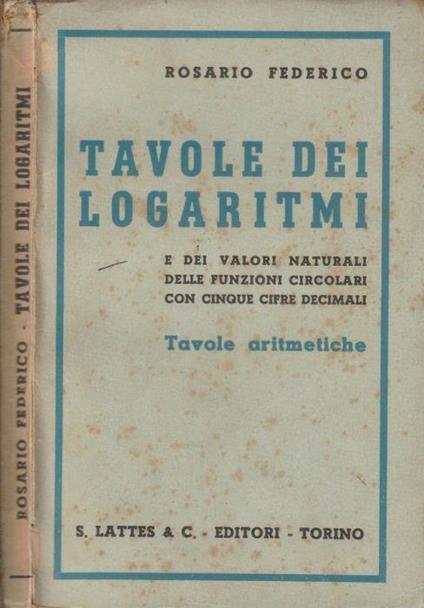 ROSARIO FEDERICO - TAVOLE DEI LOGARITMI
ROSARIO FEDERICO
TAVOLE DEI
LOGARITMI
E DEI VALORI NATURALI
DELLE FUNZIONI CIRCOLARI
CON CINQUE CIFRE DECIMALI
Tavole aritmetiche
S. LATTES & C. - EDITORI - TORINO